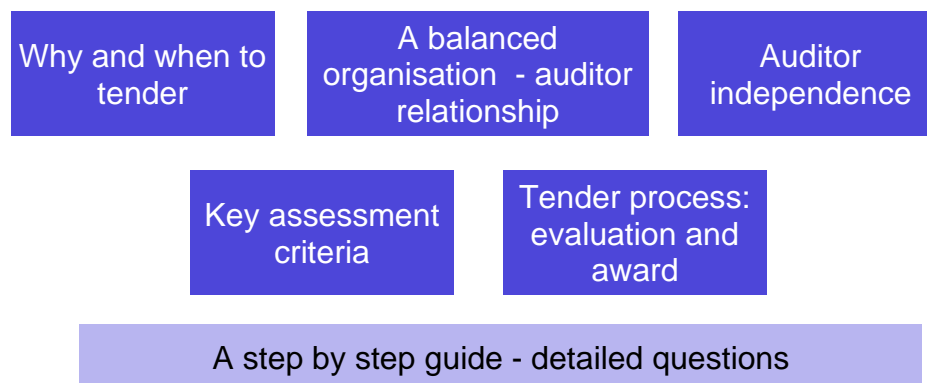 Why and when to
tender
A balanced
organisation - auditor
relationship
Auditor
independence
Key assessment
criteria
Tender process:
evaluation and
award
A step by step guide - detailed questions